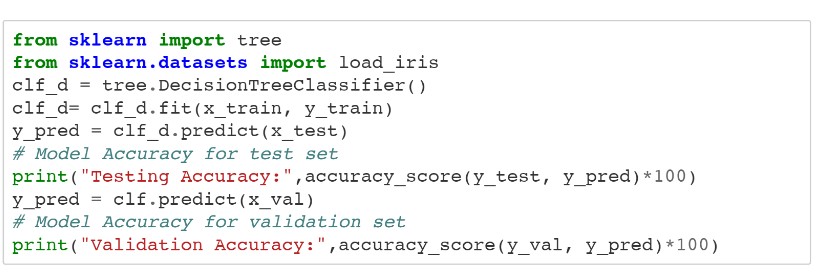 from sklearn import tree
from sklearn.datasets import load_iris
clf_d = tree.DecisionTreeClassifier()
clf_d= clf_d.fit(x_train, y_train)
y_pred = clf_d.predict(x_test)
# Model Accuracy for test set
print("Testing Accuracy:",accuracy_score(y_test, y_pred)*100)
y_pred = clf.predict(x_val)
# Model Accuracy for validation set
print("Validation Accuracy:",accuracy_score(y_val, y_pred)*100)